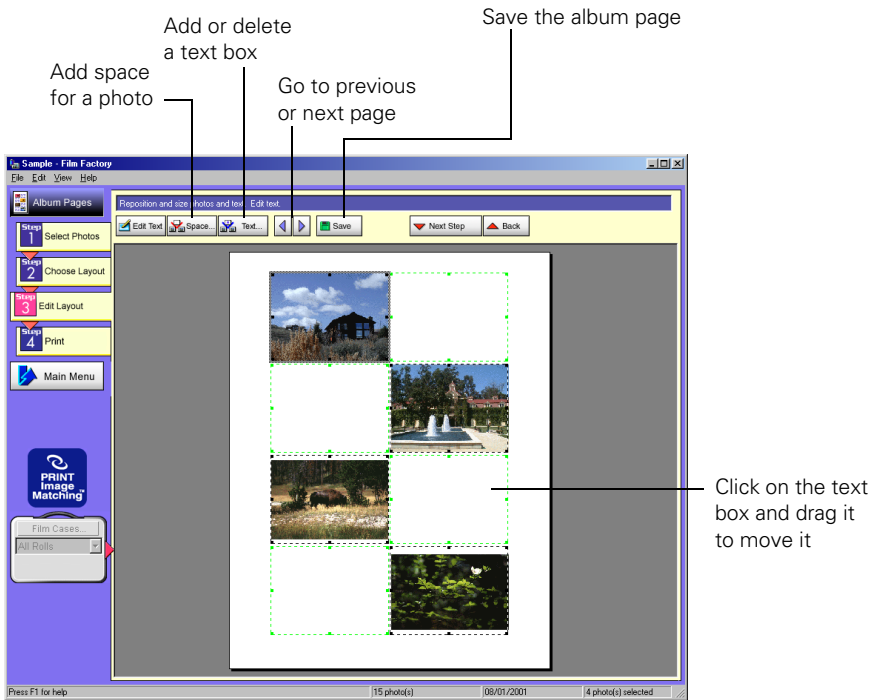 Save the album page
Add or delete
a text box
Add space
for a photo
Go to previous
or next page
Sample - Film Factory
File Edit View Help
Album Pages
Reposition and size photos and text. Edit text.
Edit Text
Space...
Text...
Save
Next Step
Back
Step
1
Select Photos
Step
2
Choose Layout
Step
3
Edit Layout
Step
4
Print
Main Menu
PRINT
Image
Matching™
Film Cases...
All Rolls
Click on the text
box and drag it
to move it
Press F1 for help
15 photo(s)
08/01/2001
4 photo(s) selected